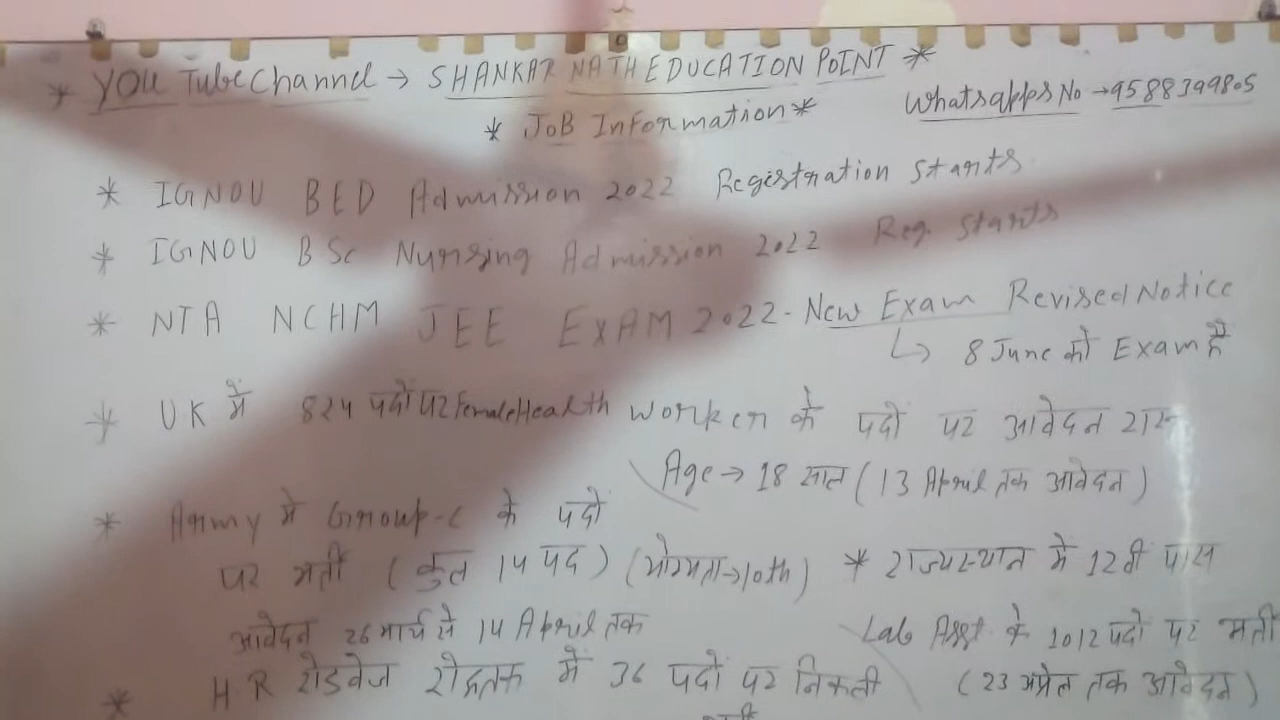 * YOU Tube Channel → SHANKAR NATH EDUCATION POINT *
Whatsapps No → 9588399805
* JoB InFormation *
* IGNOU BED Admission 2022 Registration Starts
* IGNOU BSc Nursing Admission 2022 Reg. Starts
* NTA NCHM JEE EXAM 2022 - New Exam Revised Notice
↳ 8 June को Exam है
* UK में 824 पदों पर Female Health Worker के पदों पर आवेदन
Age → 18 साल (13 April तक आवेदन)
* Army मे Group-C के पदो
पर भर्ती (कुल 14 पद) (योग्यता → 10th)
आवेदन 26 मार्च से 14 April तक
* राज्यस्थान मे 12वी पास
Lab Asst के 1012 पदों पर भर्ती
(23 अप्रेल तक आवेदन)
* HR रोडवेज रोहतक में 36 पदों पर निकली